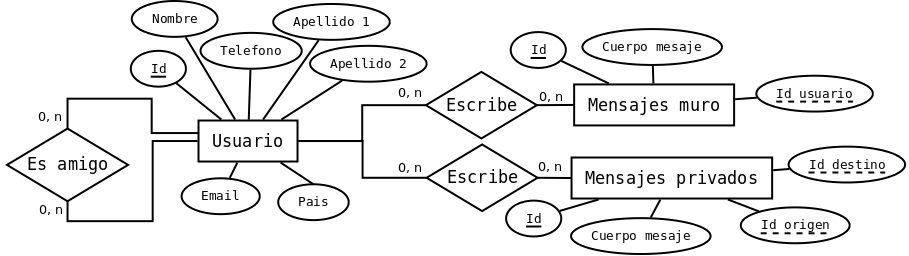 Nombre
Apellido 1
Telefono
Apellido 2
Id
0, n
Es amigo
0, n
Usuario
Email
Pais
0, n
Escribe
0, n
Id
Cuerpo mesaje
Mensajes muro
Id usuario
0, n
Escribe
0, n
Mensajes privados
Id destino
Id
Cuerpo mesaje
Id origen